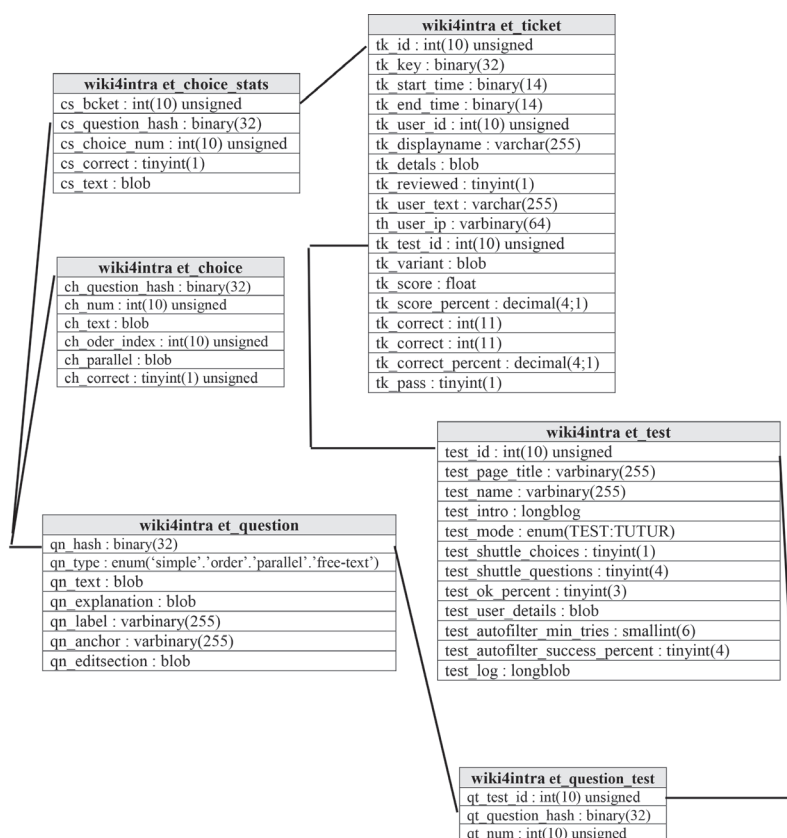 wiki4intra et_ticket
tk_id : int(10) unsigned
tk_key : binary(32)
tk_start_time : binary(14)
tk_end_time : binary(14)
tk_user_id : int(10) unsigned
tk_displayname : varchar(255)
tk_detals : blob
tk_reviewed : tinyint(1)
tk_user_text : varchar(255)
th_user_ip : varbinary(64)
tk_test_id : int(10) unsigned
tk_variant : blob
tk_score : float
tk_score_percent : decimal(4;1)
tk_correct : int(11)
tk_correct : int(11)
tk_correct_percent : decimal(4;1)
tk_pass : tinyint(1)
wiki4intra et_choice_stats
cs_bcket : int(10) unsigned
cs_question_hash : binary(32)
cs_choice_num : int(10) unsigned
cs_correct : tinyint(1)
cs_text : blob
wiki4intra et_choice
ch_question_hash : binary(32)
ch_num : int(10) unsigned
ch_text : blob
ch_oder_index : int(10) unsigned
ch_parallel : blob
ch_correct : tinyint(1) unsigned
wiki4intra et_test
test_id : int(10) unsigned
test_page_title : varbinary(255)
test_name : varbinary(255)
test_intro : longblog
test_mode : enum(TEST:TUTUR)
test_shuttle_choices : tinyint(1)
test_shuttle_questions : tinyint(4)
test_ok_percent : tinyint(3)
test_user_details : blob
test_autofilter_min_tries : smallint(6)
test_autofilter_success_percent : tinyint(4)
test_log : longblob
wiki4intra et_question
qn_hash : binary(32)
qn_type : enum(‘simple’.’order’.’parallel’.’free-text’)
qn_text : blob
qn_explanation : blob
qn_label : varbinary(255)
qn_anchor : varbinary(255)
qn_editsection : blob
wiki4intra et_question_test
qt_test_id : int(10) unsigned
qt_question_hash : binary(32)
qt_num : int(10) unsigned